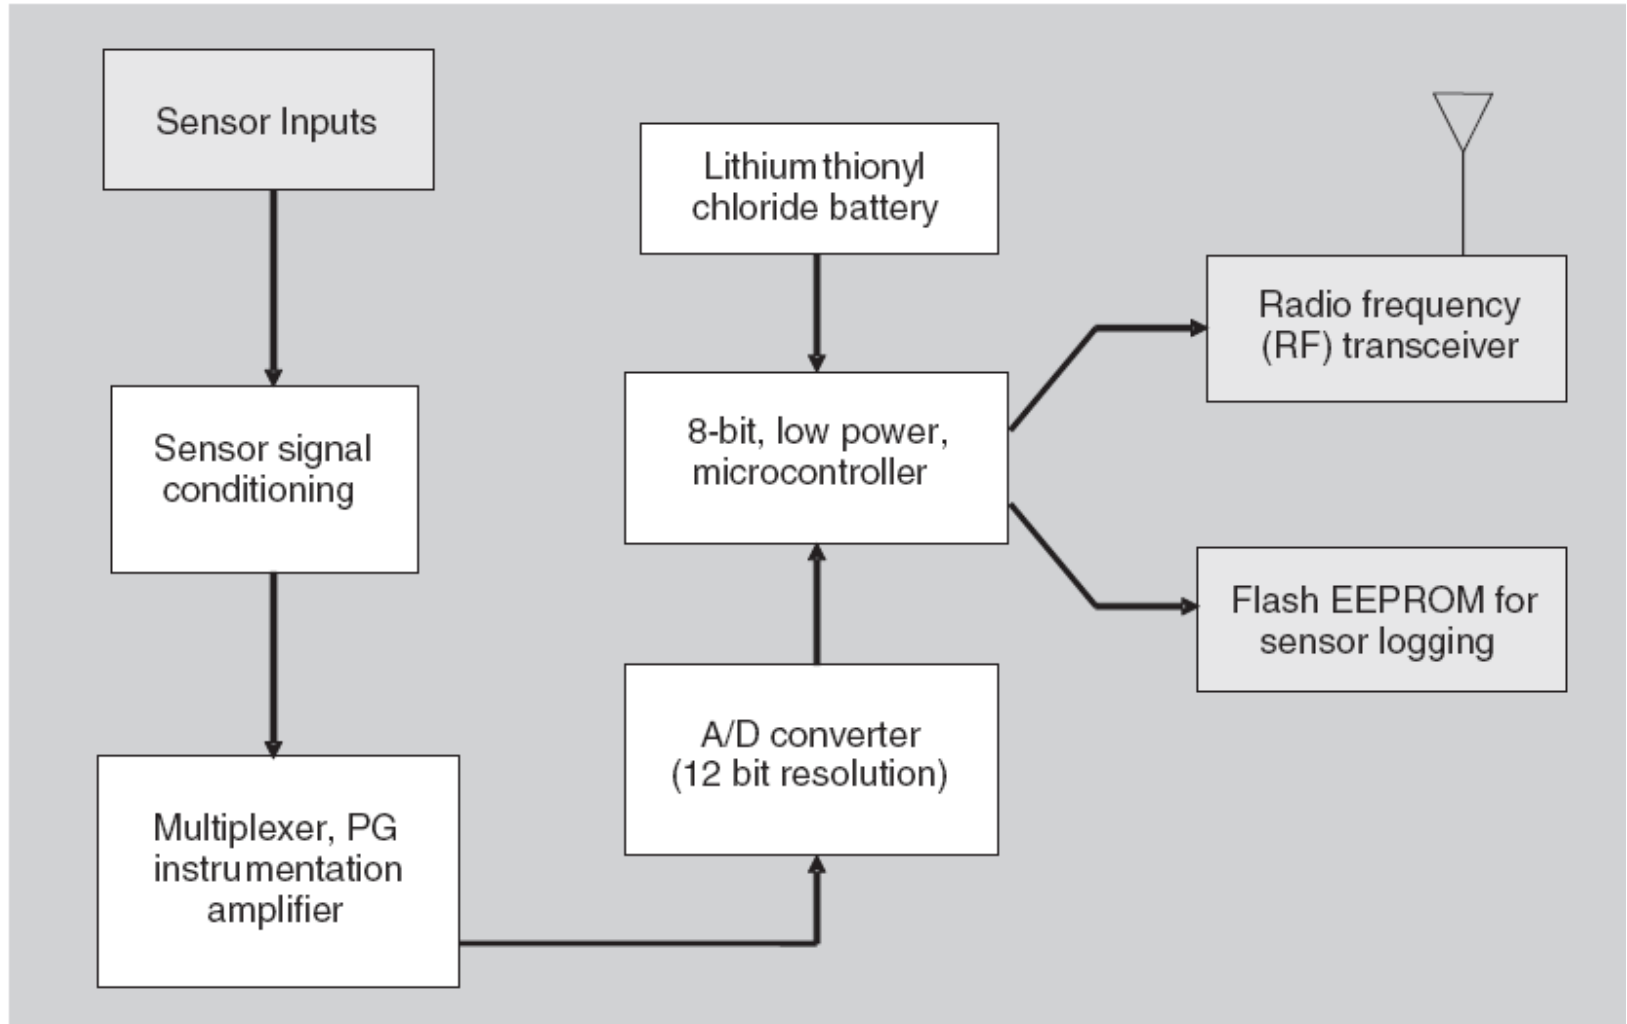 Sensor Inputs
Sensor signal
conditioning
Multiplexer, PG
instrumentation
amplifier
Lithium thionyl
chloride battery
8-bit, low power,
microcontroller
A/D converter
(12 bit resolution)
Radio frequency
(RF) transceiver
Flash EEPROM for
sensor logging